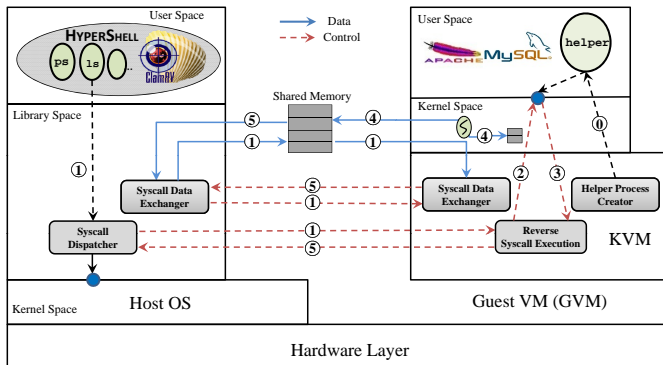 User Space
HYPERSHELL
ps
ls
...
ClamAV
Data
Control
User Space
APACHE
MySQL
helper
Library Space
Shared Memory
Kernel Space
5
4
4
0
1
1
1
2
3
Syscall Data
Exchanger
5
1
Syscall Data
Exchanger
Helper Process
Creator
Syscall
Dispatcher
1
5
Reverse
Syscall Execution
KVM
Kernel Space
Host OS
Guest VM (GVM)
Hardware Layer